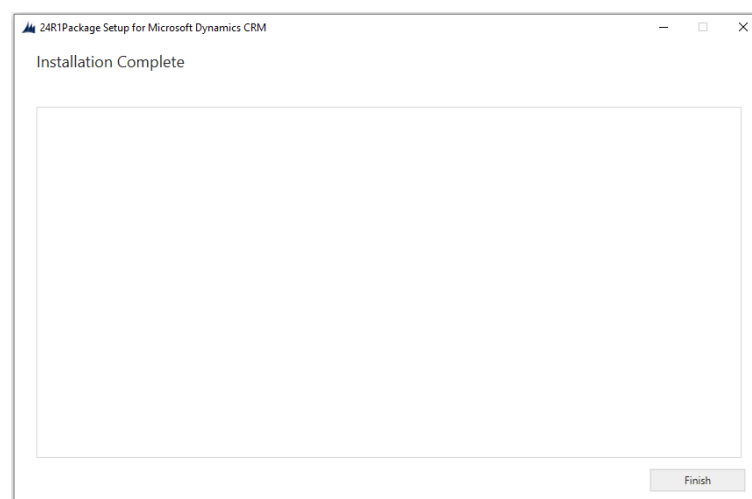 24R1Package Setup for Microsoft Dynamics CRM
Installation Complete
Finish